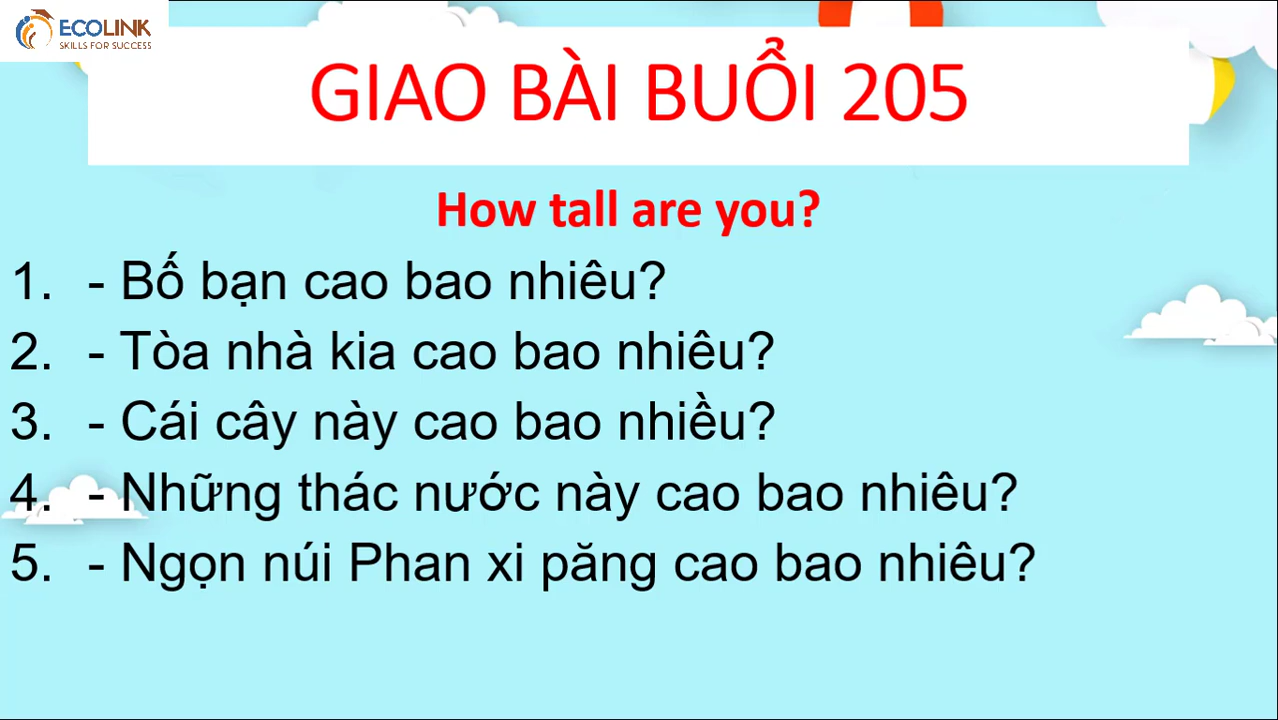 ECOLINK
SKILLS FOR SUCCESS
GIAO BÀI BUỔI 205
How tall are you?
1. - Bố bạn cao bao nhiêu?
2. - Tòa nhà kia cao bao nhiêu?
3. - Cái cây này cao bao nhiều?
4. - Những thác nước này cao bao nhiêu?
5. - Ngọn núi Phan xi păng cao bao nhiêu?